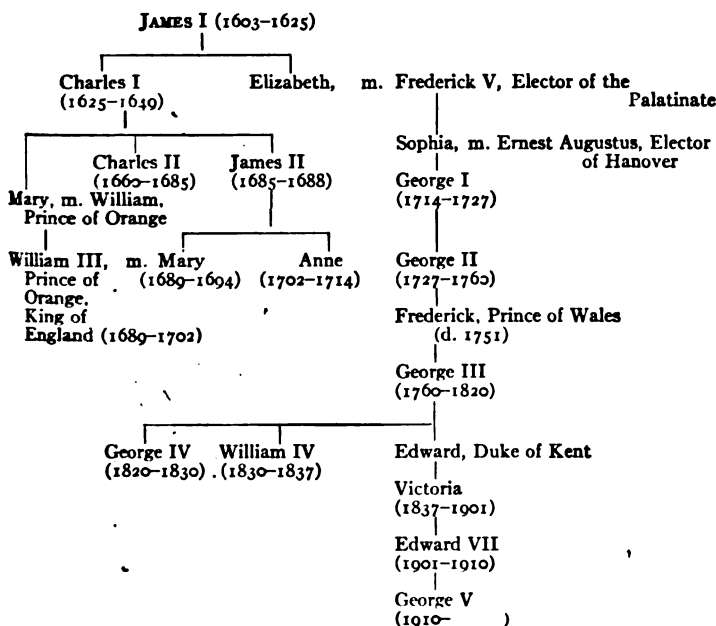 JAMES I (1603–1625)
Charles I
(1625–1649)
Elizabeth, m. Frederick V, Elector of the
Palatinate
Sophia, m. Ernest Augustus, Elector
of Hanover
Charles II
(1660–1685)
James II
(1685–1688)
George I
(1714–1727)
Mary, m. William,
Prince of Orange
William III, m. Mary
(1689–1694)
Prince of
Orange,
King of
England (1689–1702)
Anne
(1702–1714)
George II
(1727–1760)
Frederick, Prince of Wales
(d. 1751)
George III
(1760–1820)
George IV
(1820–1830)
William IV
(1830–1837)
Edward, Duke of Kent
Victoria
(1837–1901)
Edward VII
(1901–1910)
George V
(1910– )